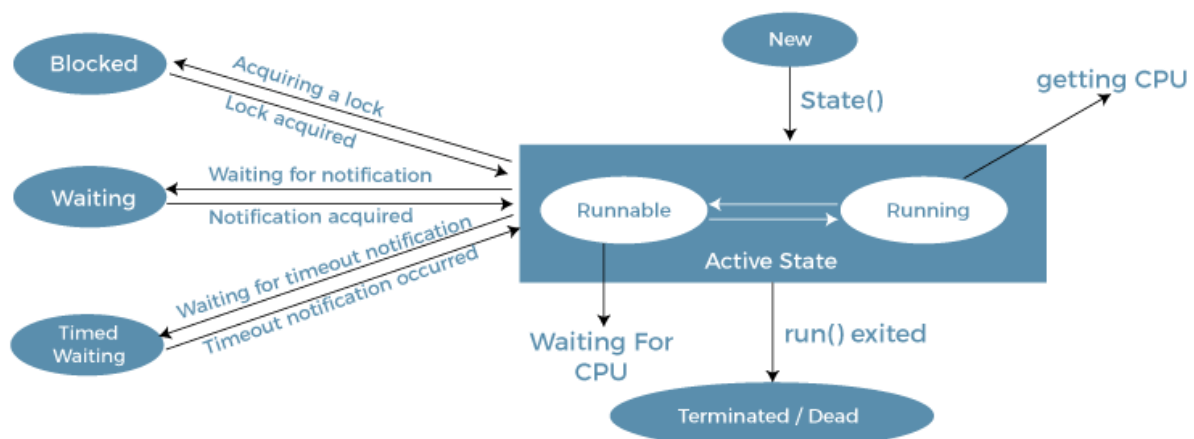 New
Blocked
Acquiring a lock
Lock acquired
State()
getting CPU
Waiting
Waiting for notification
Notification acquired
Runnable
Running
Active State
Waiting for timeout notification
Timeout notification occurred
Timed
Waiting
Waiting For
CPU
run() exited
Terminated / Dead